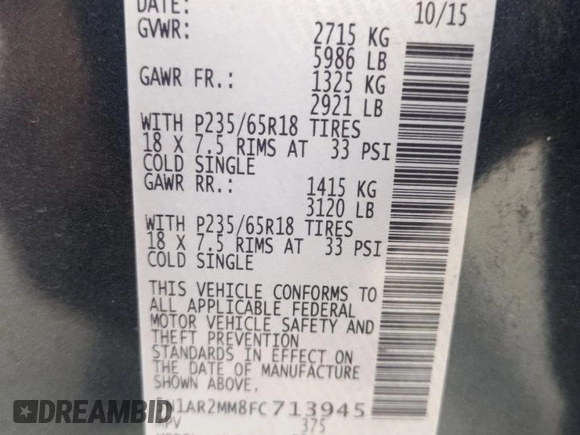 DATE: 10/15
GVWR: 2715 KG
5986 LB
GAWR FR.: 1325 KG
2921 LB
WITH P235/65R18 TIRES
18 X 7.5 RIMS AT 33 PSI
COLD SINGLE
GAWR RR.: 1415 KG
3120 LB
WITH P235/65R18 TIRES
18 X 7.5 RIMS AT 33 PSI
COLD SINGLE
THIS VEHICLE CONFORMS TO
ALL APPLICABLE FEDERAL
MOTOR VEHICLE SAFETY AND
THEFT PREVENTION
STANDARDS IN EFFECT ON
THE DATE OF MANUFACTURE
SHOWN ABOVE.
N1AR2MM8FC713945
MPV 375
EPICBID
AMERICA